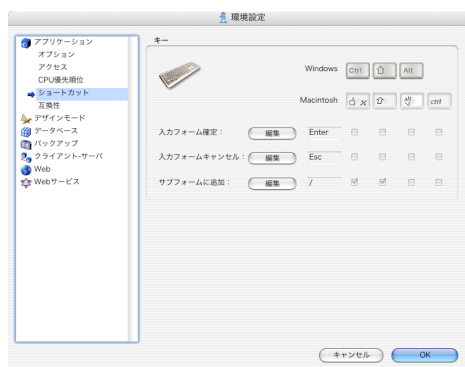 環境設定
アプリケーション
オプション
アクセス
CPU優先順位
ショートカット
互換性
デザインモード
データベース
バックアップ
クライアント-サーバ
Web
Webサービス
キー
Windows Ctrl ⇧ Alt
Macintosh x ⇧ alt ctrl
入力フォーム確定： 編集 Enter
入力フォームキャンセル： 編集 Esc
サブフォームに追加： 編集 /
キャンセル OK